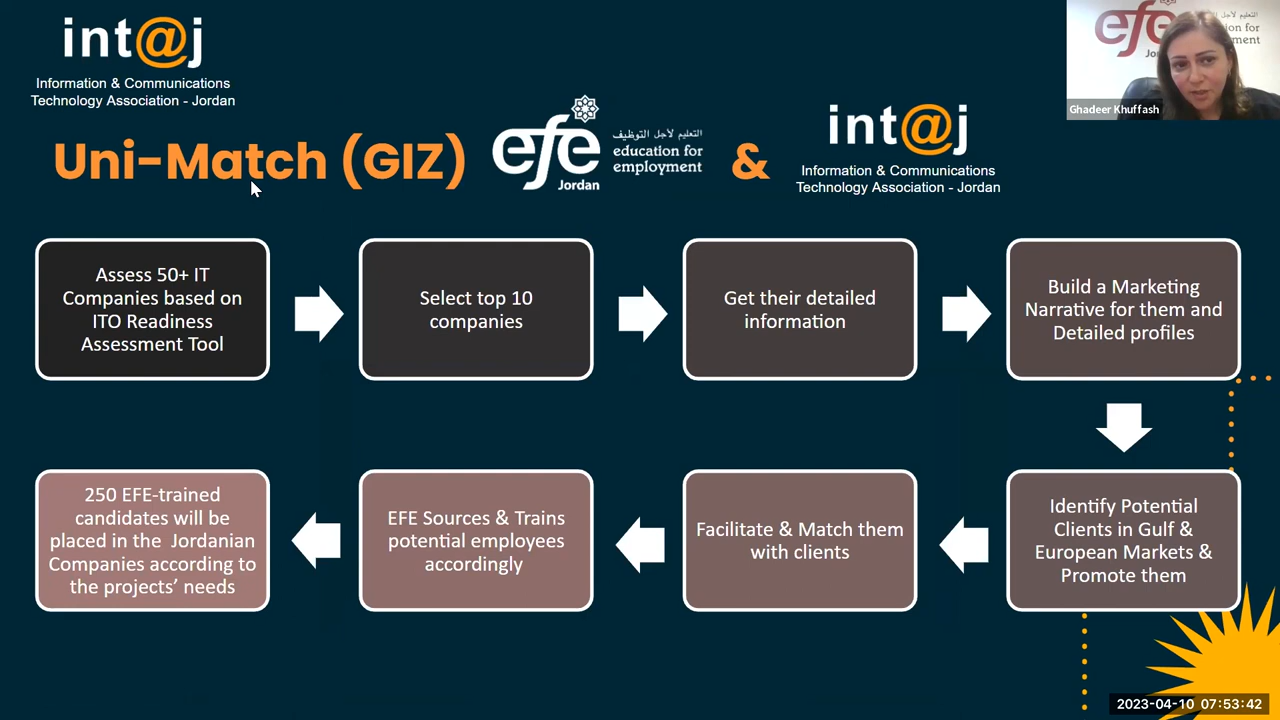 int@j
Information & Communications
Technology Association - Jordan
Uni-Match (GIZ)
efe
Jordan
التعليم لأجل التوظيف
education for
employment
&
int@j
Information & Communications
Technology Association - Jordan
efe
التعليم لأجل التوظيف
Ghadeer Khuffash
Assess 50+ IT
Companies based on
ITO Readiness
Assessment Tool
Select top 10
companies
Get their detailed
information
Build a Marketing
Narrative for them and
Detailed profiles
Identify Potential
Clients in Gulf &
European Markets &
Promote them
Facilitate & Match them
with clients
EFE Sources & Trains
potential employees
accordingly
250 EFE-trained
candidates will be
placed in the Jordanian
Companies according to
the projects’ needs
2023-04-10 07:53:42